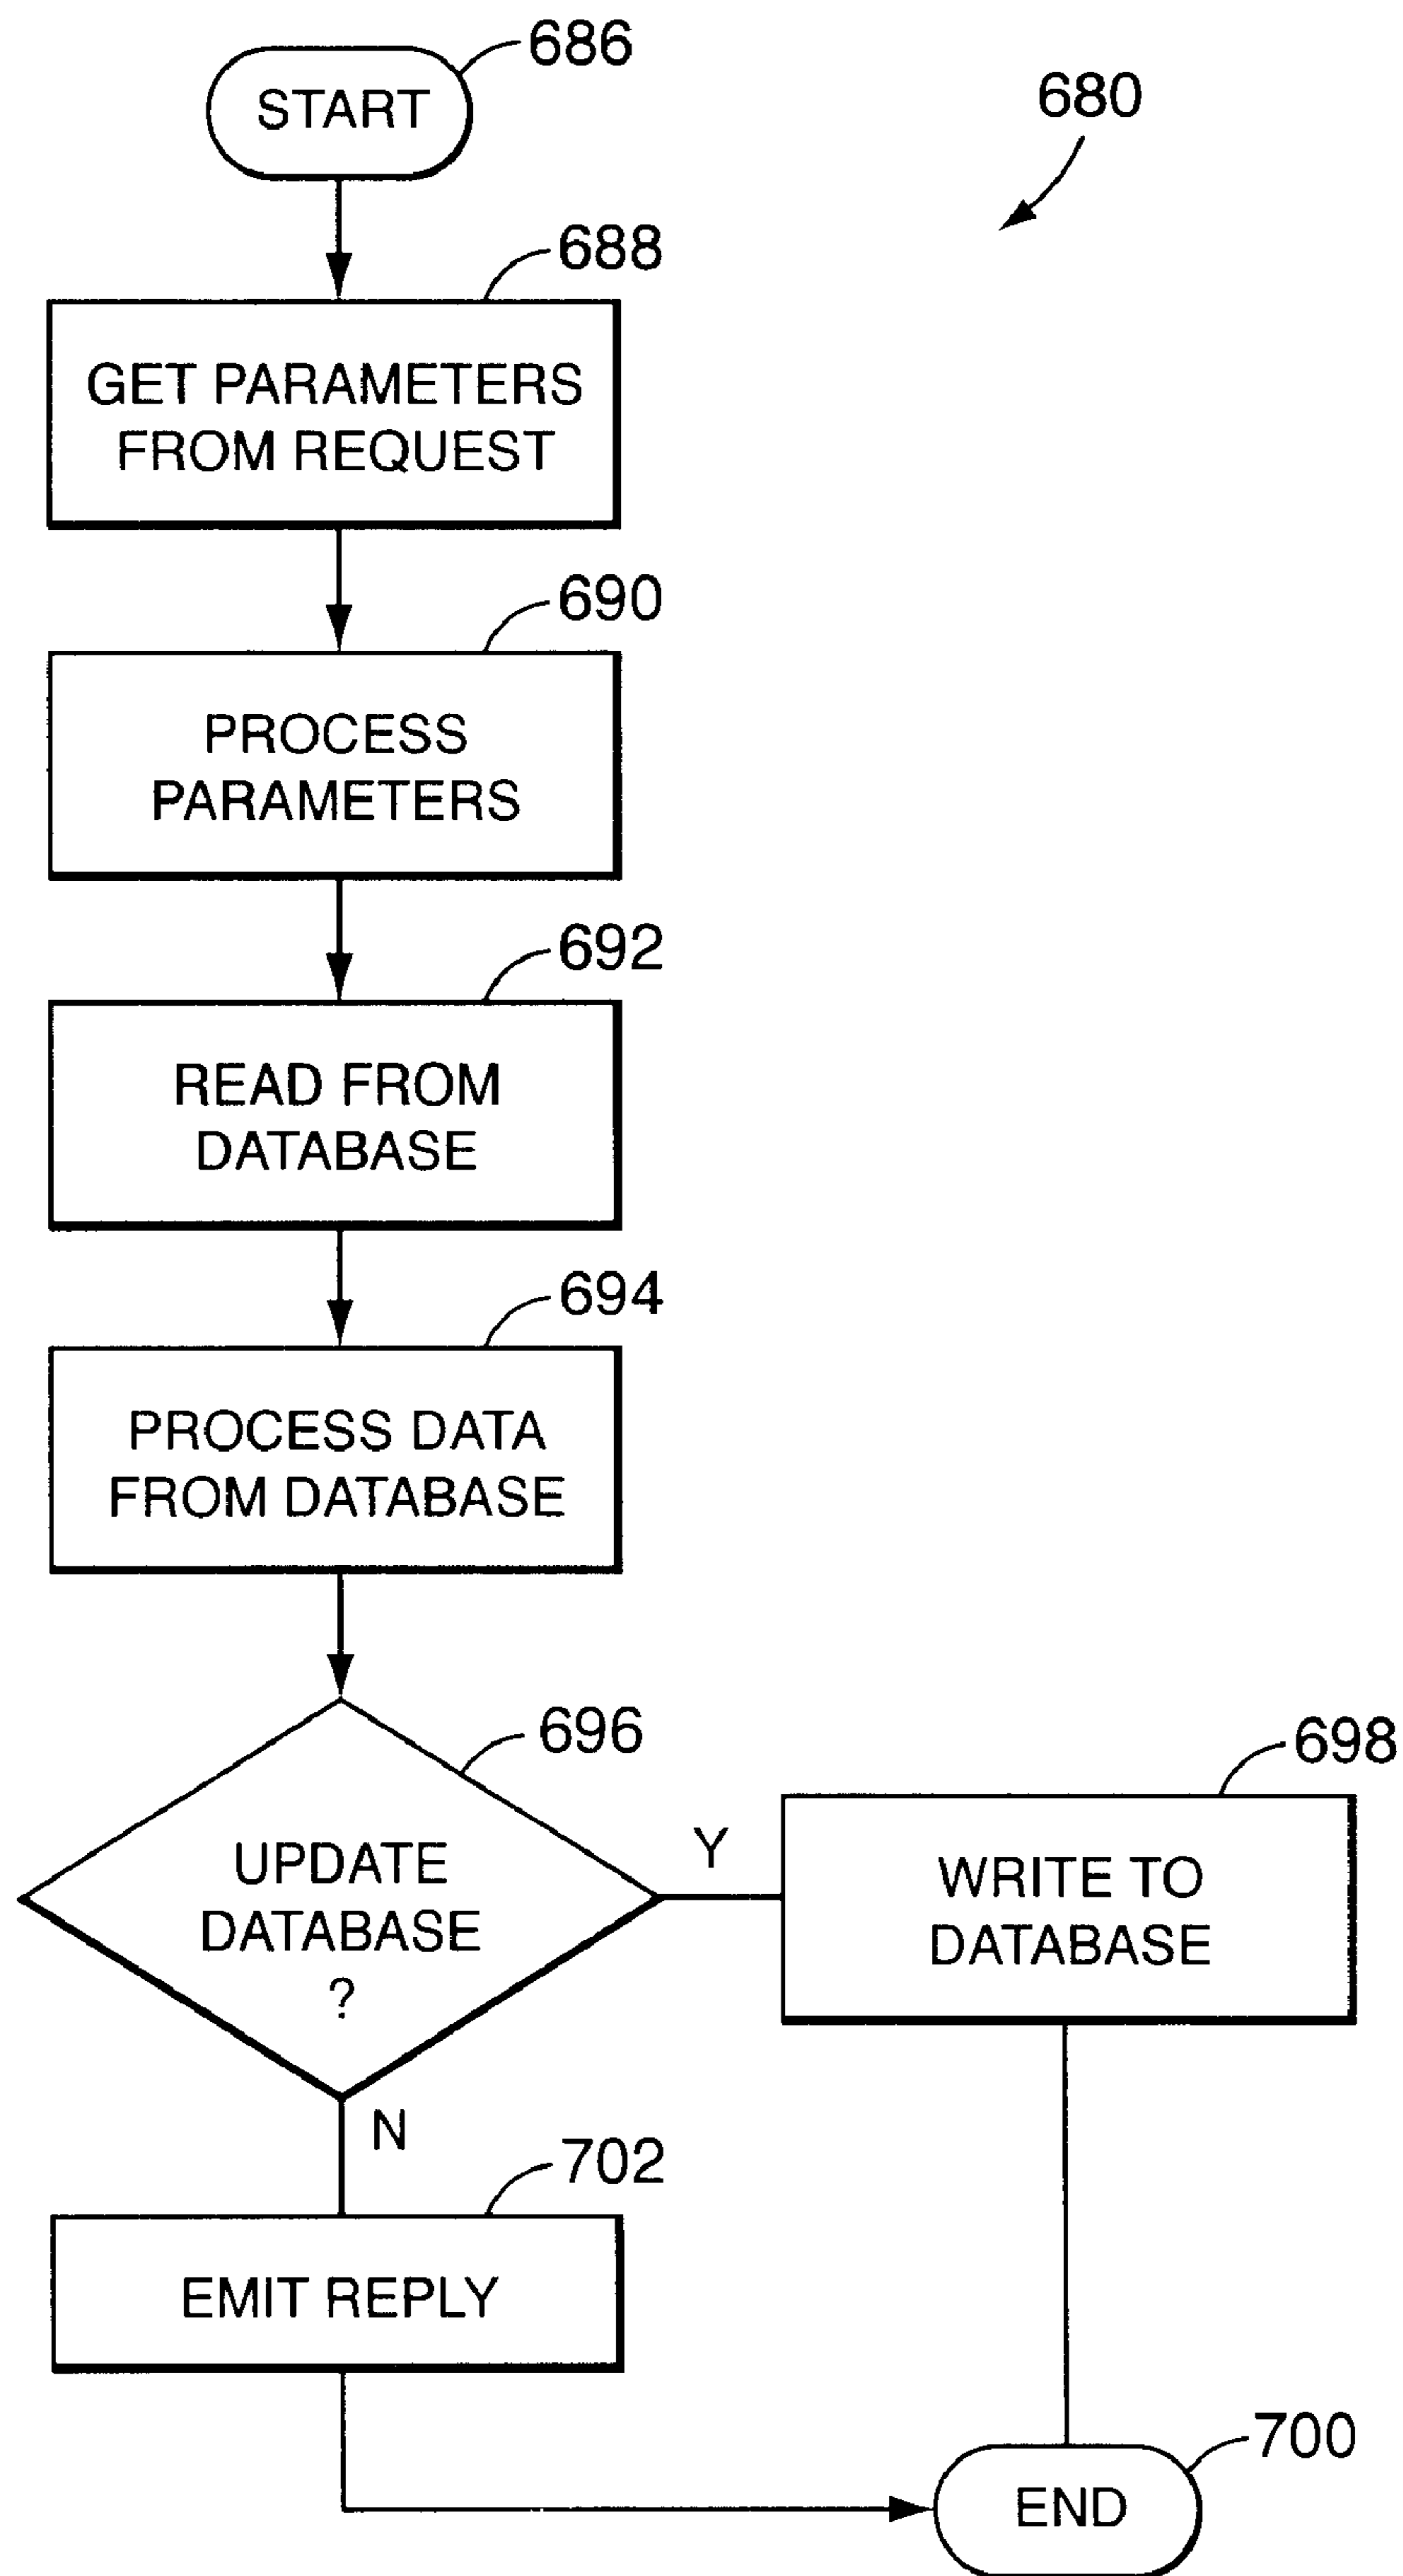 686
START
680
688
GET PARAMETERS
FROM REQUEST
690
PROCESS
PARAMETERS
692
READ FROM
DATABASE
694
PROCESS DATA
FROM DATABASE
696
UPDATE
DATABASE
?
Y
698
WRITE TO
DATABASE
N
702
EMIT REPLY
700
END